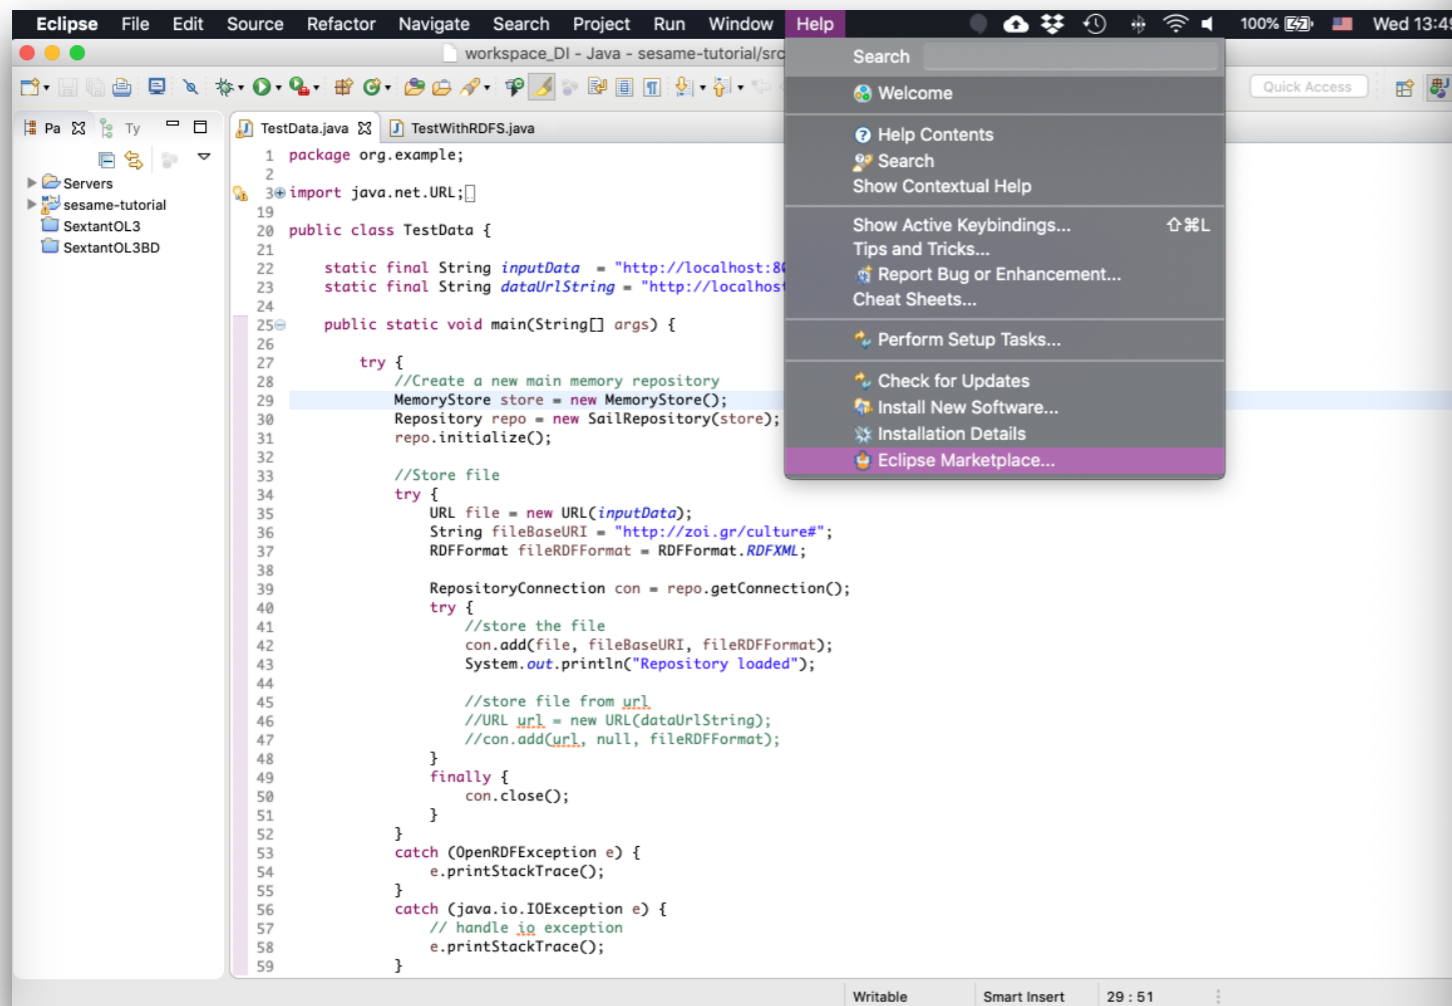 Eclipse File Edit Source Refactor Navigate Search Project Run Window Help 100% Wed 13:49
workspace_DI - Java - sesame-tutorial/src
Quick Access
Pa Ty
TestData.java TestWithRDFS.java
Servers
sesame-tutorial
SextantOL3
SextantOL3BD
1 package org.example;
2
3 import java.net.URL;
19
20 public class TestData {
21
22 static final String inputData = "http://localhost:80
23 static final String dataUrlString = "http://localhost
24
25 public static void main(String[] args) {
26
27 try {
28 //Create a new main memory repository
29 MemoryStore store = new MemoryStore();
30 Repository repo = new SailRepository(store);
31 repo.initialize();
32
33 //Store file
34 try {
35 URL file = new URL(inputData);
36 String fileBaseURI = "http://zoi.gr/culture#";
37 RDFFormat fileRDFFormat = RDFFormat.RDFXML;
38
39 RepositoryConnection con = repo.getConnection();
40 try {
41 //store the file
42 con.add(file, fileBaseURI, fileRDFFormat);
43 System.out.println("Repository loaded");
44
45 //store file from url
46 //URL url = new URL(dataUrlString);
47 //con.add(url, null, fileRDFFormat);
48 }
49 finally {
50 con.close();
51 }
52 }
53 catch (OpenRDFException e) {
54 e.printStackTrace();
55 }
56 catch (java.io.IOException e) {
57 // handle io exception
58 e.printStackTrace();
59 }
Search
Welcome
Help Contents
Search
Show Contextual Help
Show Active Keybindings... ⇧⌘L
Tips and Tricks...
Report Bug or Enhancement...
Cheat Sheets...
Perform Setup Tasks...
Check for Updates
Install New Software...
Installation Details
Eclipse Marketplace...
Writable Smart Insert 29 : 51